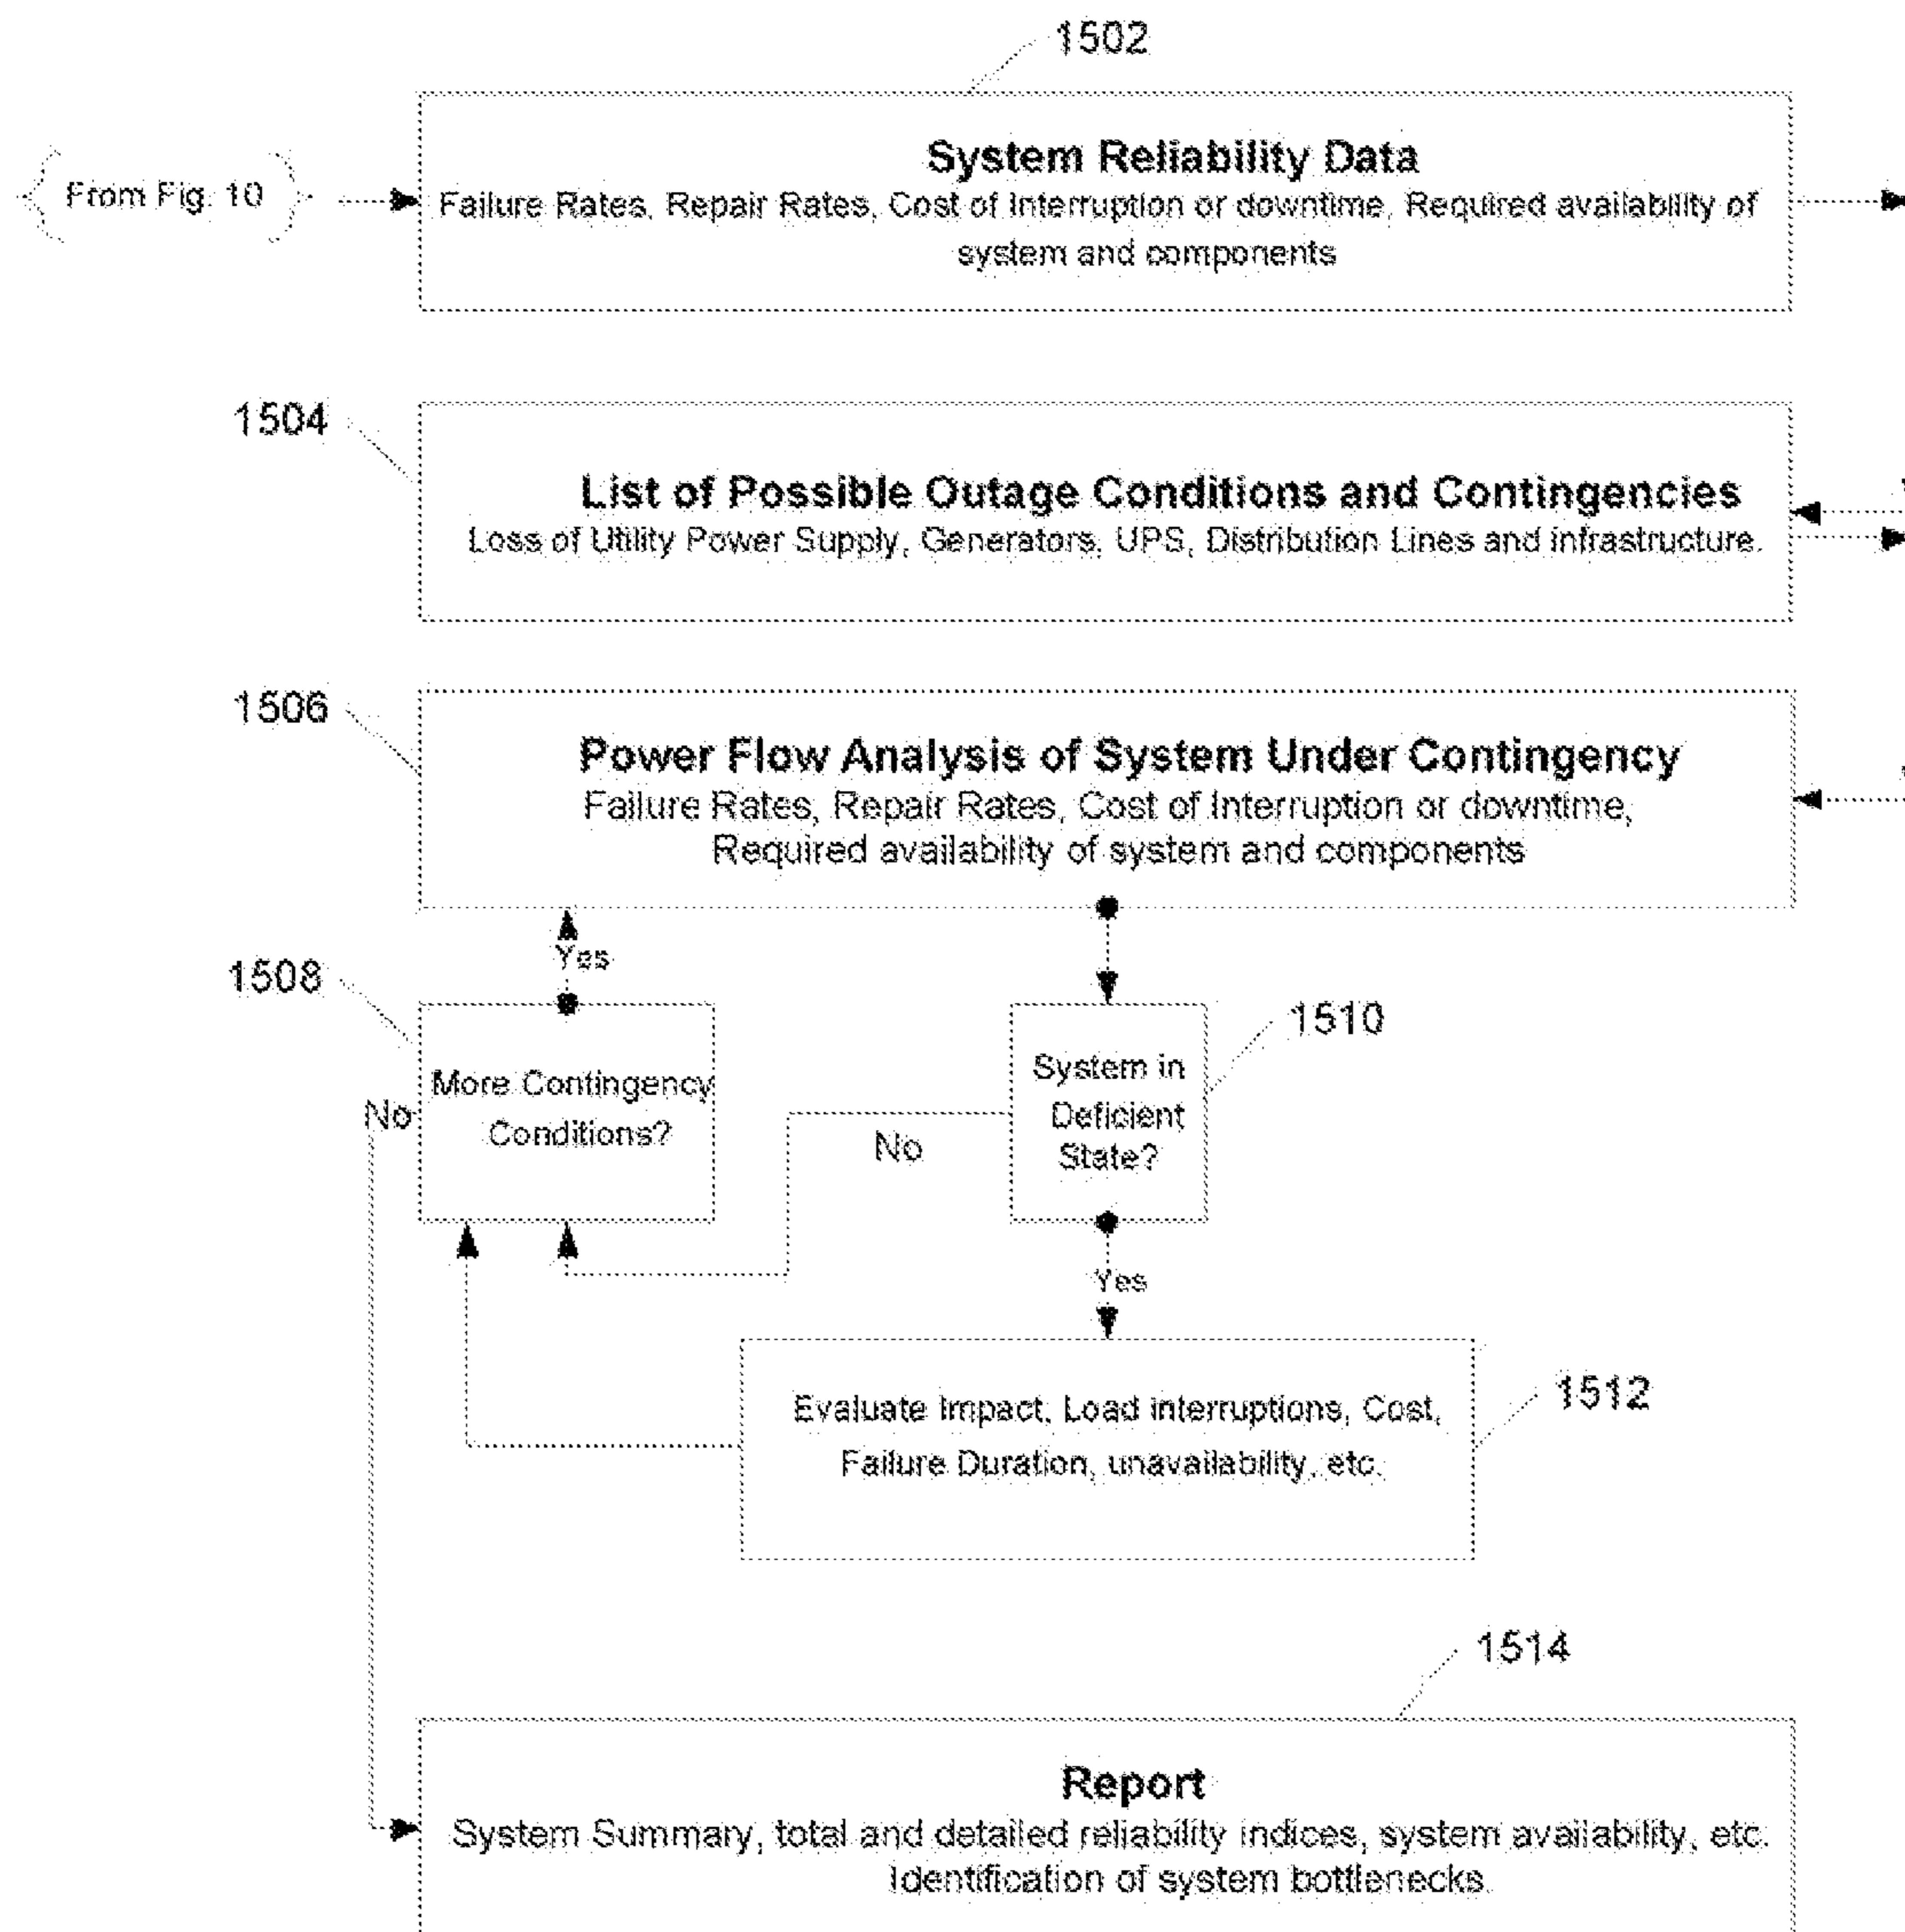 1502
System Reliability Data
From Fig. 10
Failure Rates, Repair Rates, Cost of Interruption or downtime, Required availability of
system and components
1504
List of Possible Outage Conditions and Contingencies
Loss of Utility Power Supply, Generators, UPS, Distribution Lines and infrastructure.
1506
Power Flow Analysis of System Under Contingency
Failure Rates, Repair Rates, Cost of Interruption or downtime,
Required availability of system and components
Yes
1508
More Contingency
Conditions?
No
1510
System in
Deficient
State?
No
Yes
1512
Evaluate Impact, Load interruptions, Cost,
Failure Duration, unavailability, etc.
1514
Report
System Summary, total and detailed reliability indices, system availability, etc.
Identification of system bottlenecks.